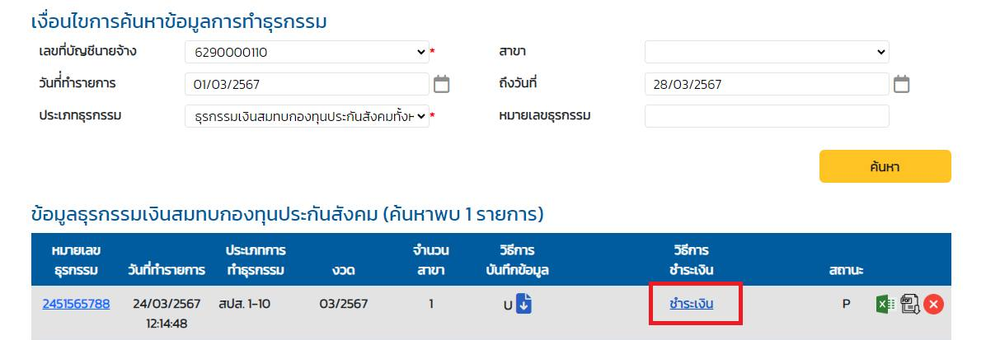 เงื่อนไขการค้นหาข้อมูลการทำธุรกรรม
เลขที่บัญชีนายจ้าง 6290000110 * สาขา
วันที่ทำรายการ 01/03/2567 ถึงวันที่ 28/03/2567
ประเภทธุรกรรม ธุรกรรมเงินสมทบกองทุนประกันสังคมทั้งห * หมายเลขธุรกรรม
ค้นหา
ข้อมูลธุรกรรมเงินสมทบกองทุนประกันสังคม (ค้นหาพบ 1 รายการ)
หมายเลข ประเภทการ จำนวน วิธีการ วิธีการ
ธุรกรรม วันที่ทำรายการ ทำธุรกรรม งวด สาขา บันทึกข้อมูล ชำระเงิน สถานะ
2451565788 24/03/2567 สปส. 1-10 03/2567 1 U ชำระเงิน P
12:14:48